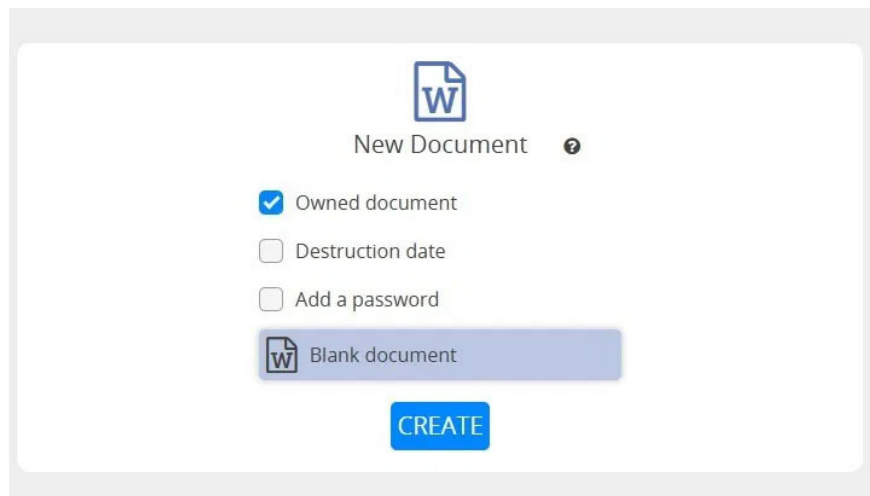 W
New Document ?
Owned document
Destruction date
Add a password
W Blank document
CREATE